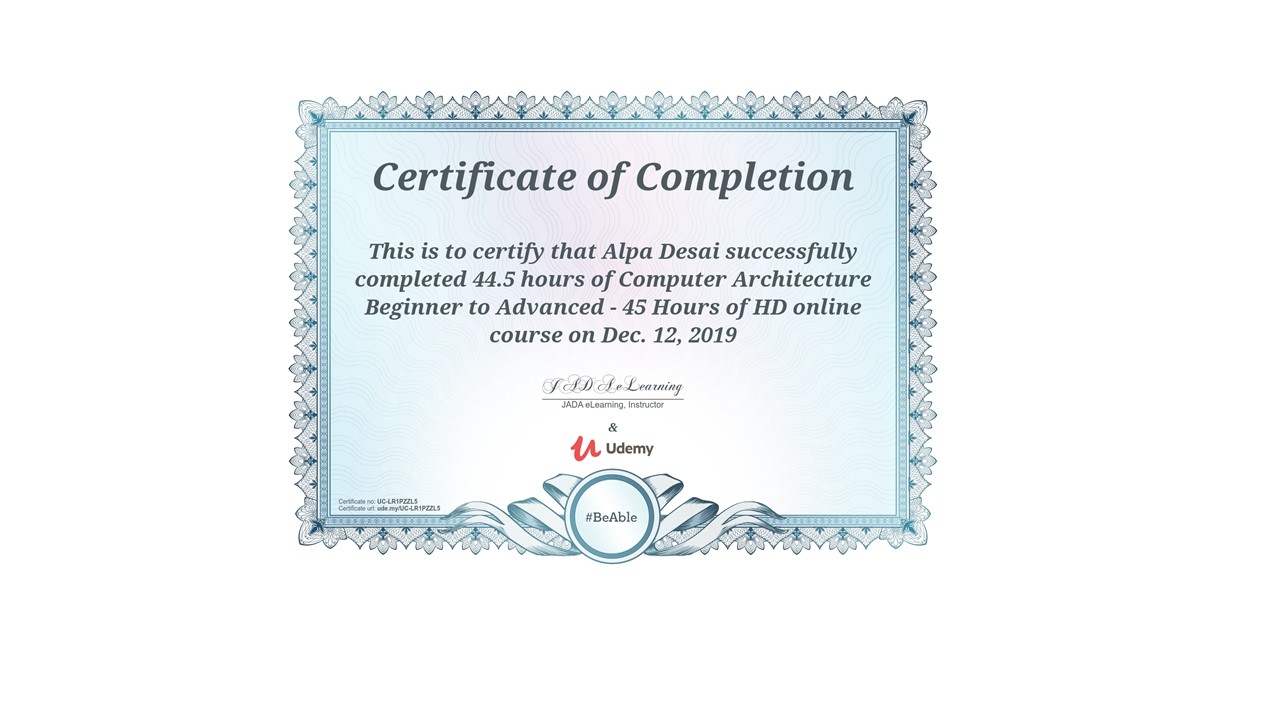 Certificate of Completion
This is to certify that Alpa Desai successfully
completed 44.5 hours of Computer Architecture
Beginner to Advanced - 45 Hours of HD online
course on Dec. 12, 2019
JADA eLearning
JADA eLearning, Instructor
&
Udemy
#BeAble
Certificate no: UC-LR1PZZL5
Certificate url: ude.my/UC-LR1PZZL5